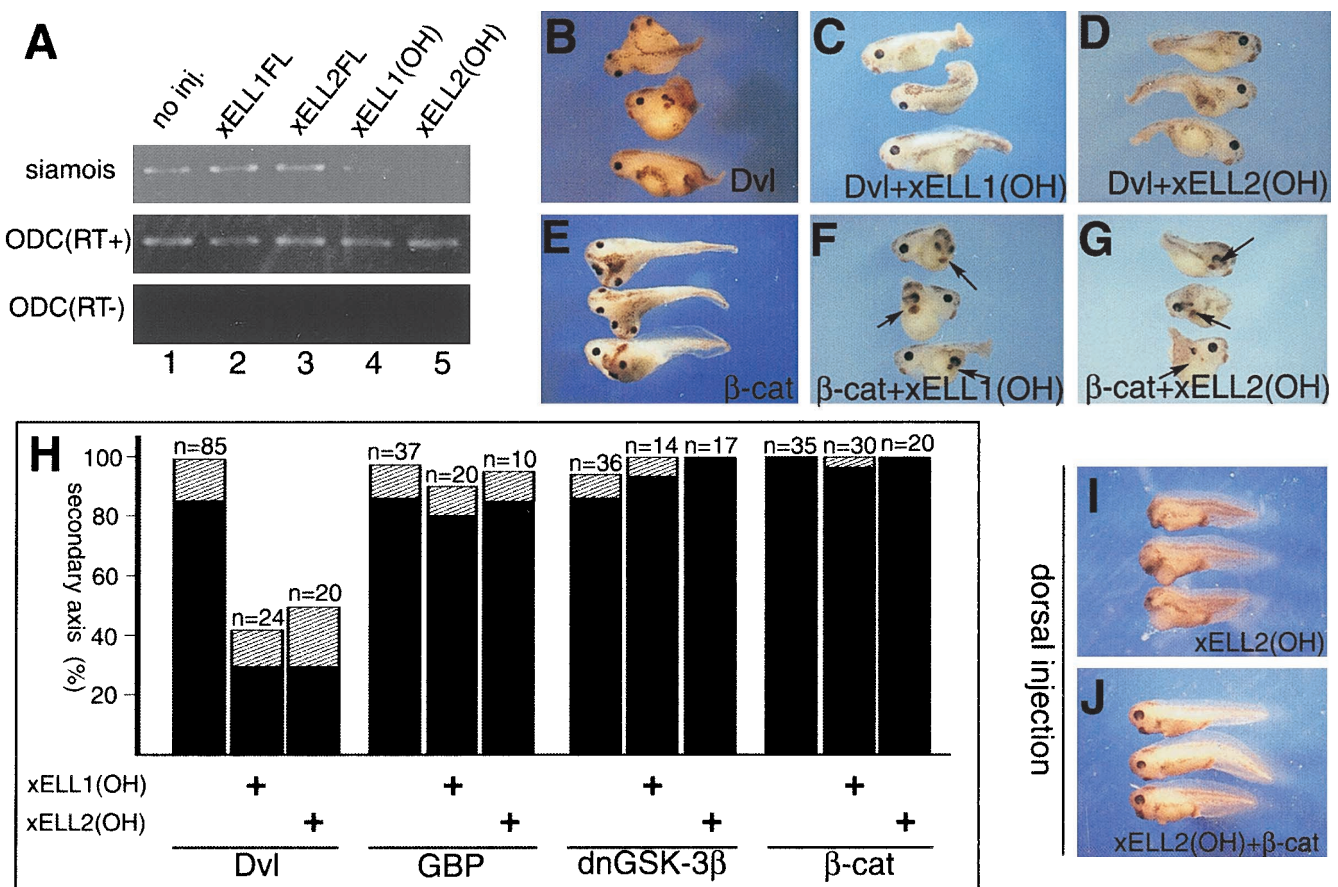 A
no inj.
xELL1FL
xELL2FL
xELL1(OH)
xELL2(OH)
siamois
ODC(RT+)
ODC(RT-)
1 2 3 4 5
B
Dvl
C
Dvl+xELL1(OH)
D
Dvl+xELL2(OH)
E
β-cat
F
β-cat+xELL1(OH)
G
β-cat+xELL2(OH)
H
secondary axis (%)
100
80
60
40
20
n=85
n=24
n=20
n=37
n=20
n=10
n=36
n=14
n=17
n=35
n=30
n=20
xELL1(OH) + + + +
xELL2(OH) + + + +
Dvl GBP dnGSK-3β β-cat
dorsal injection
I
xELL2(OH)
J
xELL2(OH)+β-cat